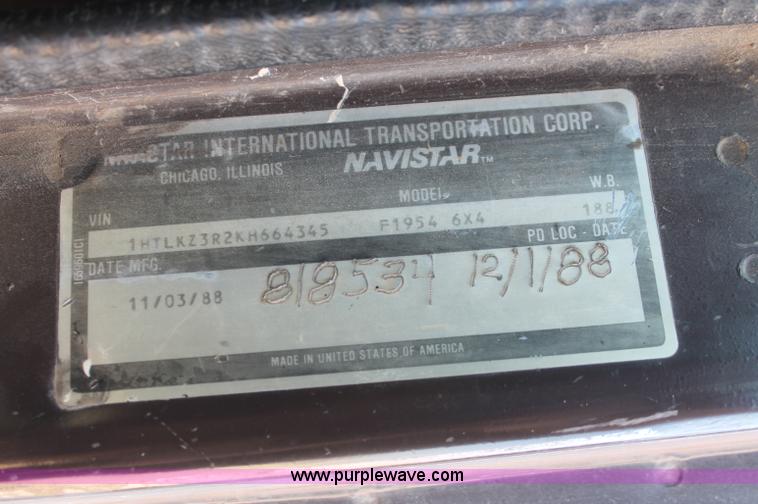 NAVISTAR INTERNATIONAL TRANSPORTATION CORP.
CHICAGO, ILLINOIS NAVISTAR™
VIN MODEL W.B.
1HTLKZ3R2KH664345 F1954 6X4 188
DATE MFG. PD LOC - DATE
11/03/88 818534 12/1/88
MADE IN UNITED STATES OF AMERICA
www.purplewave.com